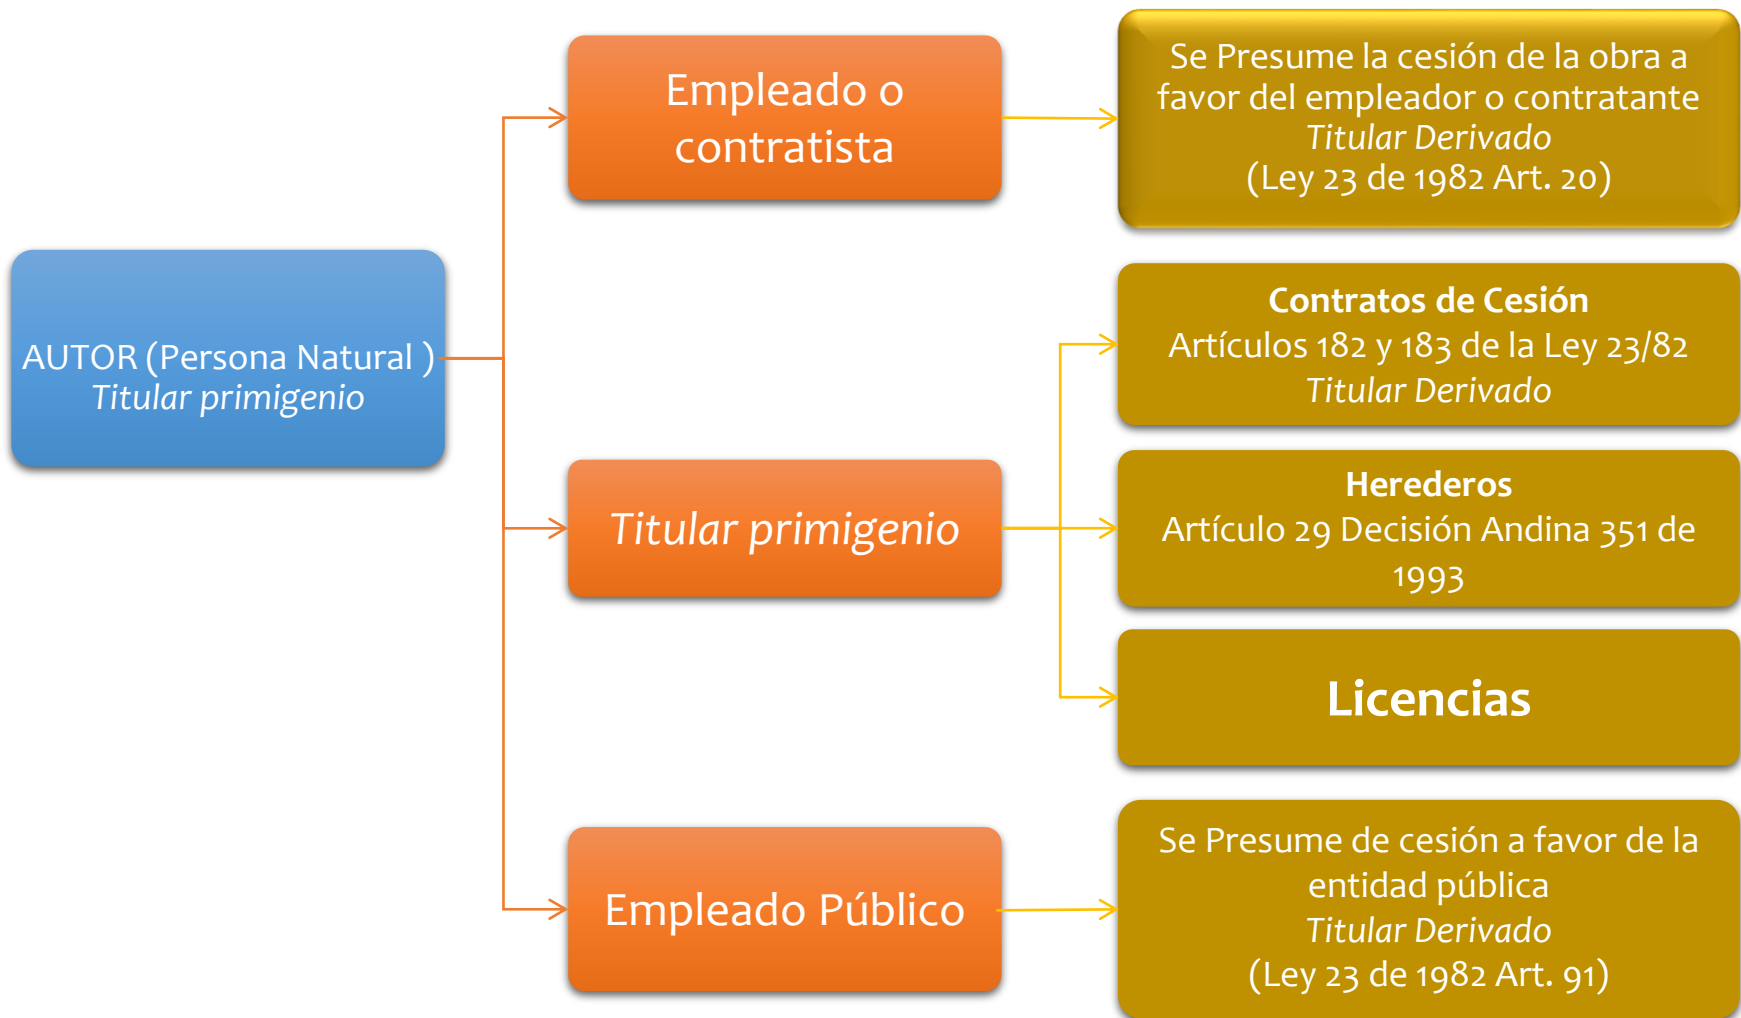 Empleado o
contratista
Se Presume la cesión de la obra a
favor del empleador o contratante
Titular Derivado
(Ley 23 de 1982 Art. 20)
AUTOR (Persona Natural )
Titular primigenio
Titular primigenio
Contratos de Cesión
Artículos 182 y 183 de la Ley 23/82
Titular Derivado
Herederos
Artículo 29 Decisión Andina 351 de
1993
Licencias
Empleado Público
Se Presume de cesión a favor de la
entidad pública
Titular Derivado
(Ley 23 de 1982 Art. 91)